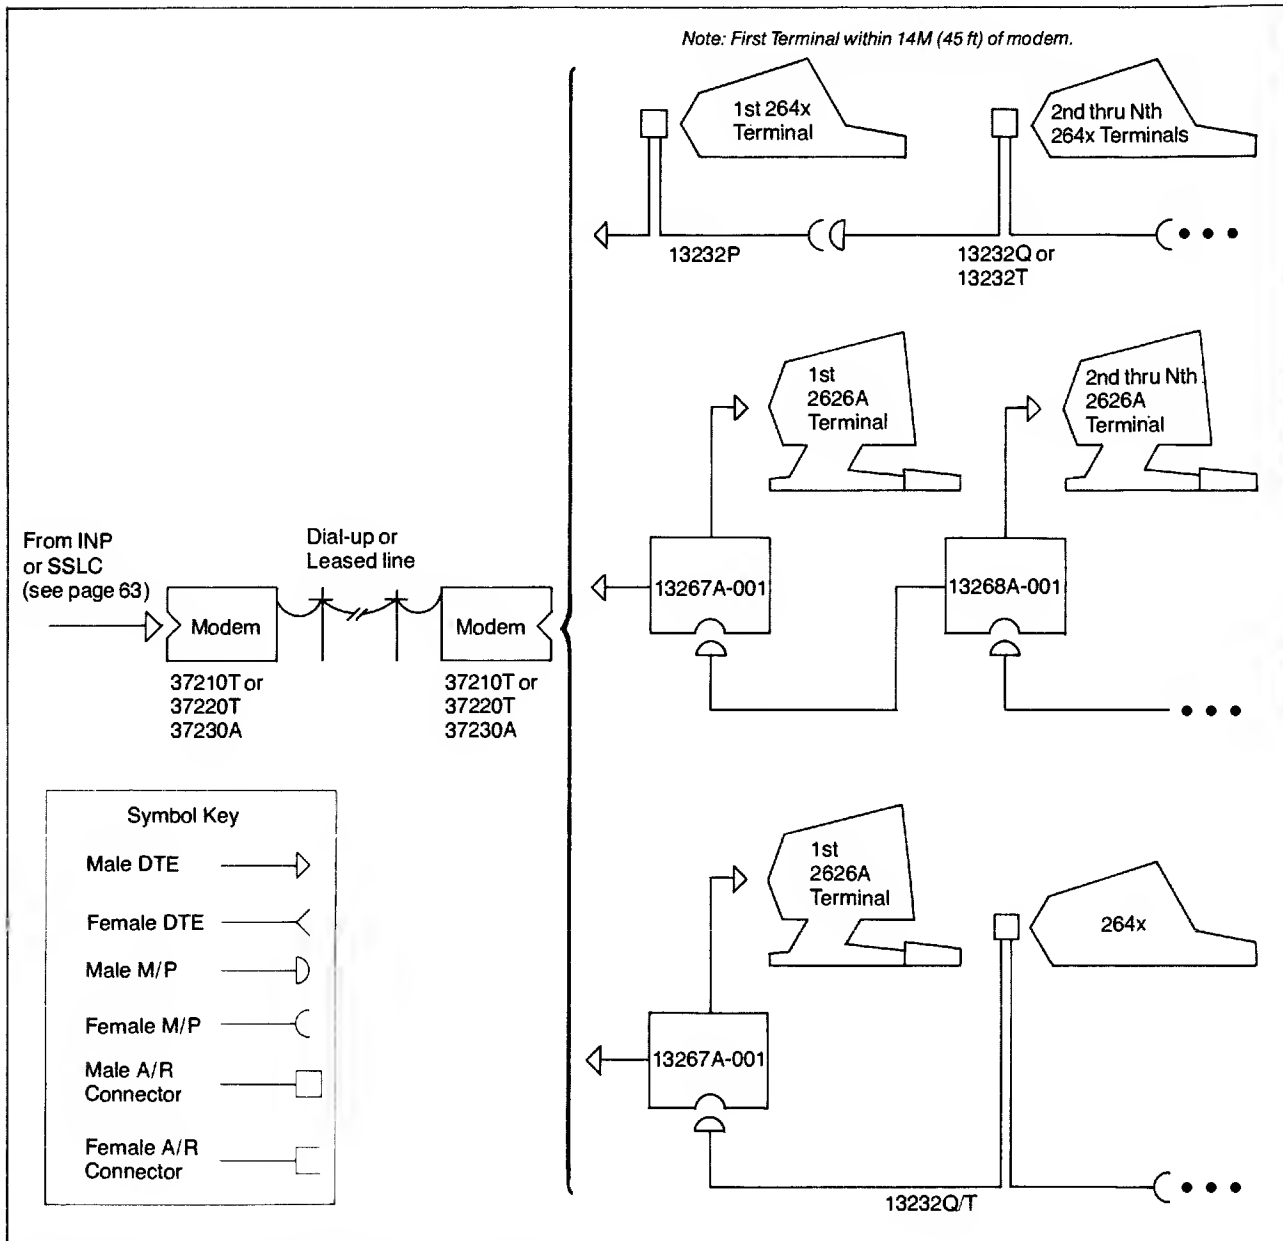 Note: First Terminal within 14M (45 ft) of modem.
1st 264x
Terminal
2nd thru Nth
264x Terminals
13232P
13232Q or
13232T
1st
2626A
Terminal
2nd thru Nth
2626A
Terminal
13267A-001
13268A-001
From INP
or SSLC
(see page 63)
Dial-up or
Leased line
Modem
Modem
37210T or
37220T
37230A
37210T or
37220T
37230A
1st
2626A
Terminal
264x
13267A-001
13232Q/T
Symbol Key
Male DTE
Female DTE
Male M/P
Female M/P
Male A/R
Connector
Female A/R
Connector